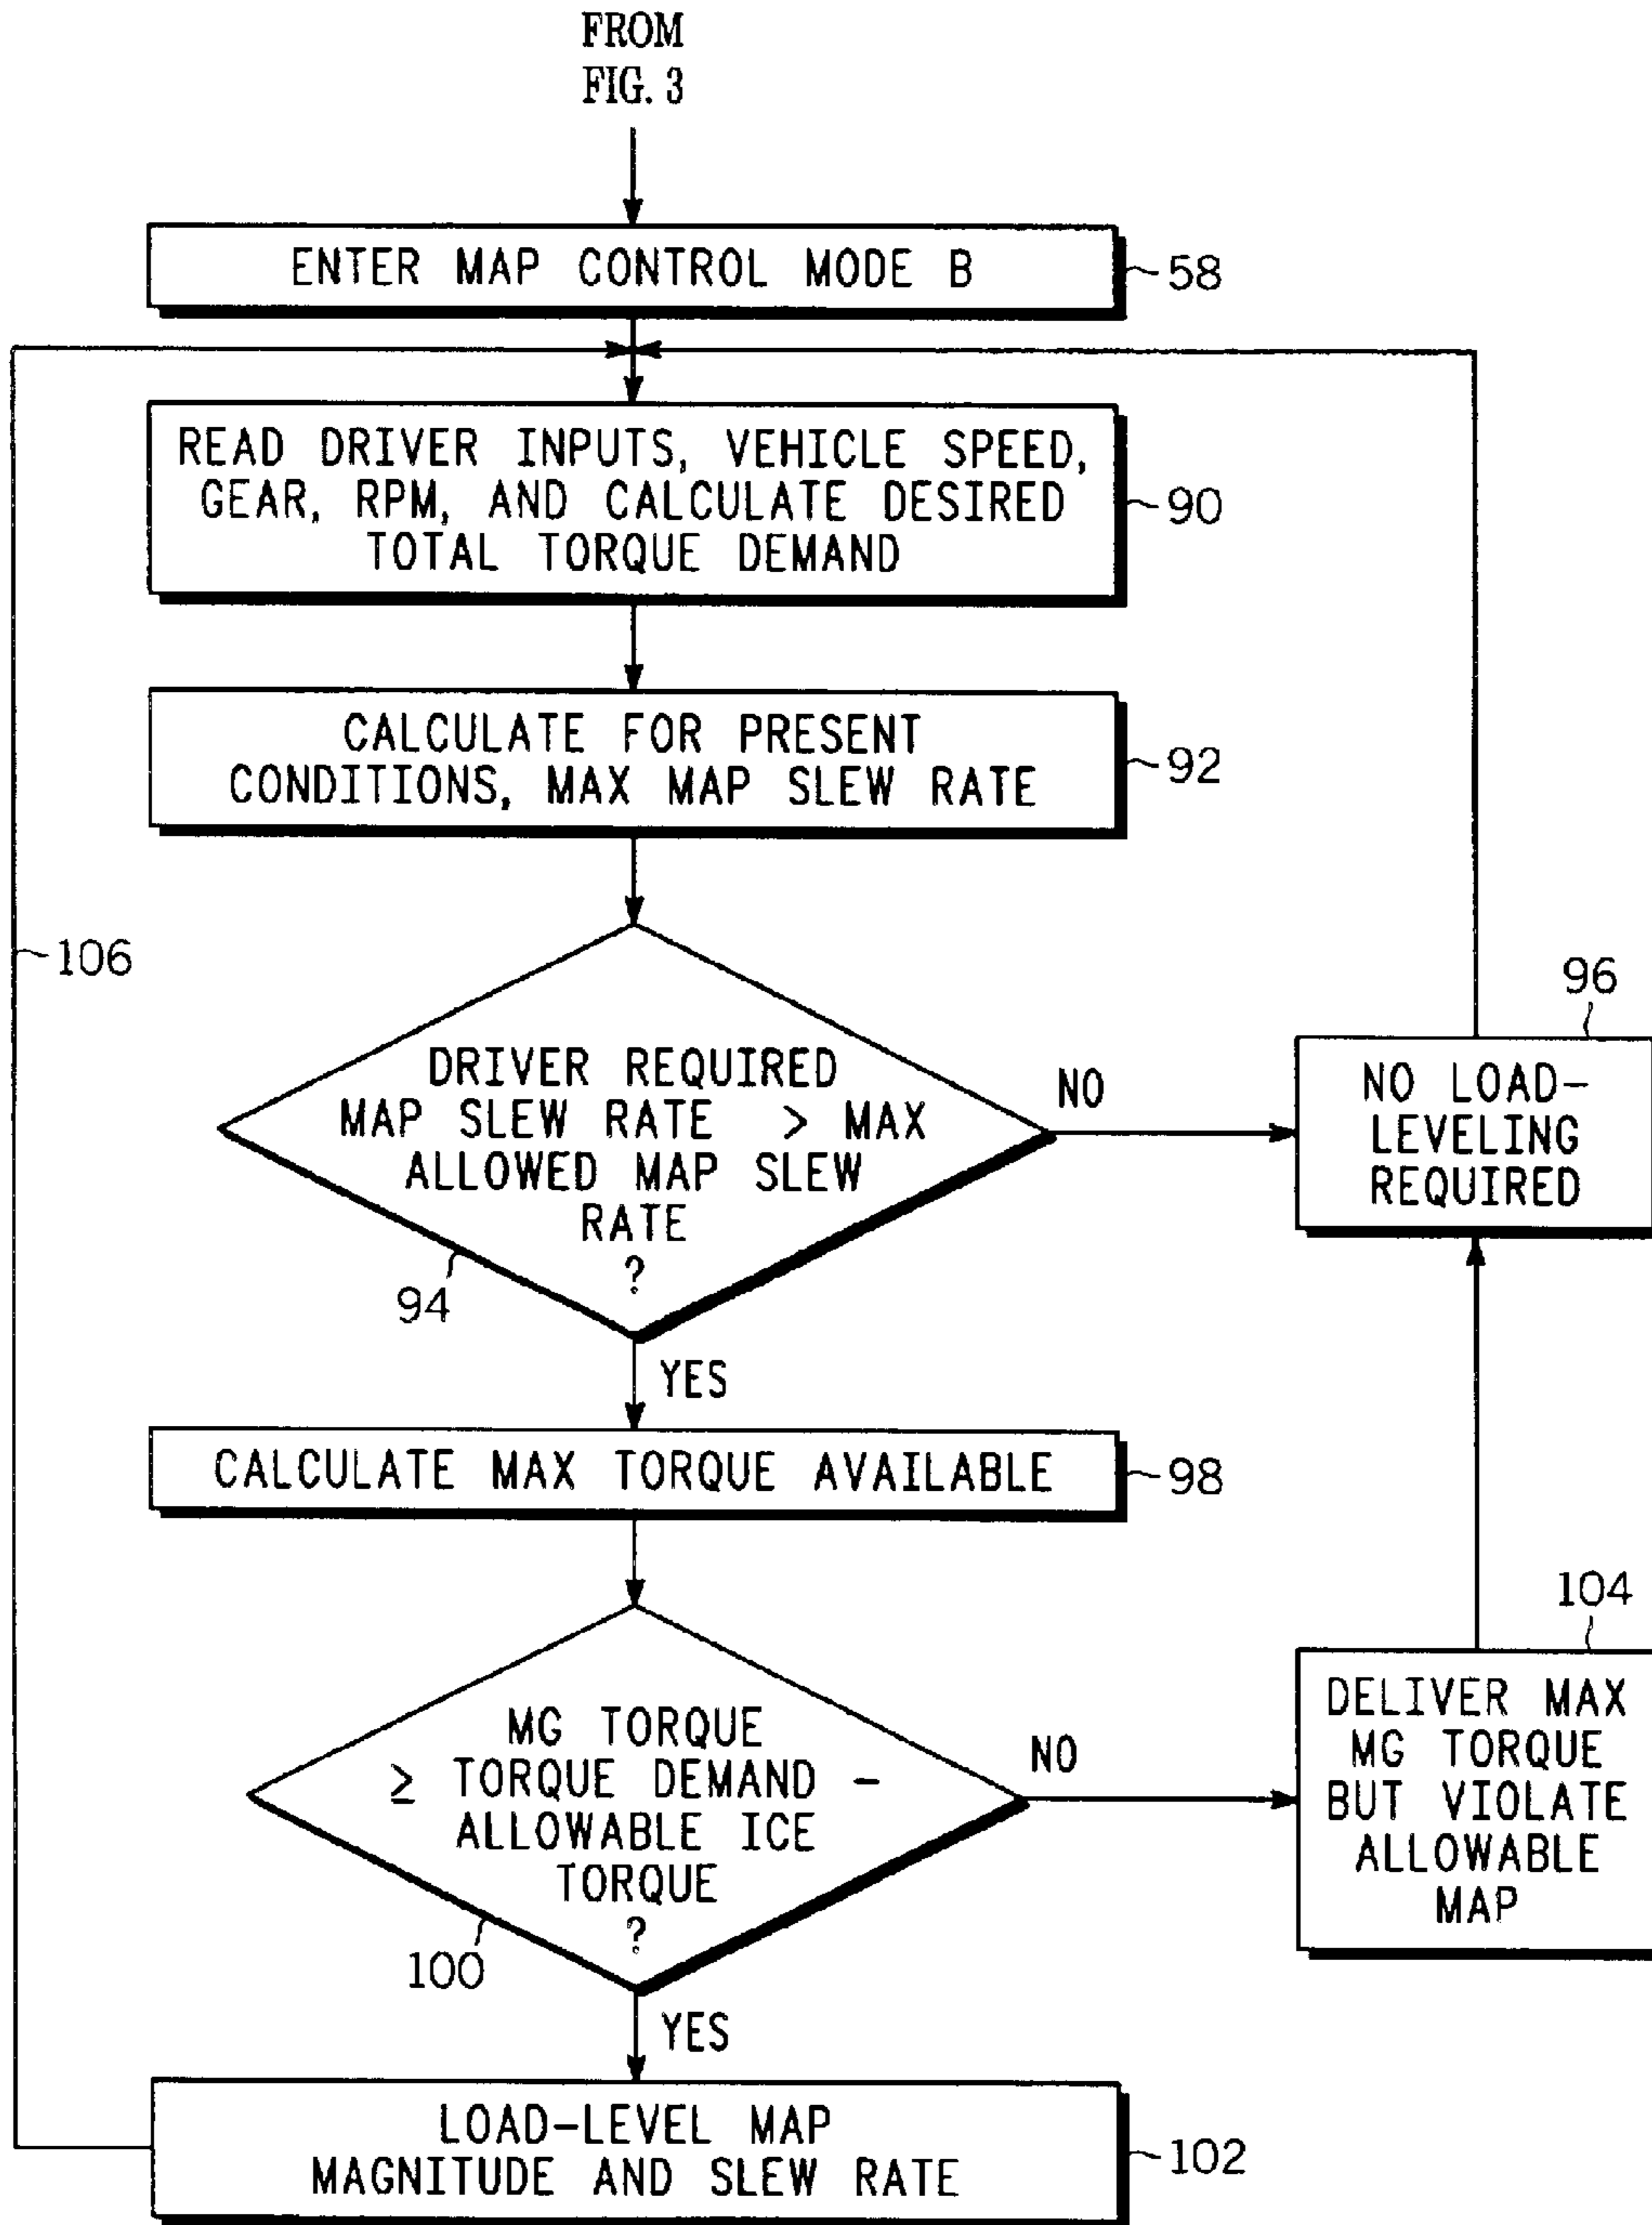 FROM
FIG. 3
ENTER MAP CONTROL MODE B
58
READ DRIVER INPUTS, VEHICLE SPEED,
GEAR, RPM, AND CALCULATE DESIRED
TOTAL TORQUE DEMAND
90
CALCULATE FOR PRESENT
CONDITIONS, MAX MAP SLEW RATE
92
106
DRIVER REQUIRED
MAP SLEW RATE > MAX
ALLOWED MAP SLEW
RATE
?
94
NO
96
NO LOAD-
LEVELING
REQUIRED
YES
CALCULATE MAX TORQUE AVAILABLE
98
MG TORQUE
≥ TORQUE DEMAND -
ALLOWABLE ICE
TORQUE
?
100
NO
104
DELIVER MAX
MG TORQUE
BUT VIOLATE
ALLOWABLE
MAP
YES
LOAD-LEVEL MAP
MAGNITUDE AND SLEW RATE
102